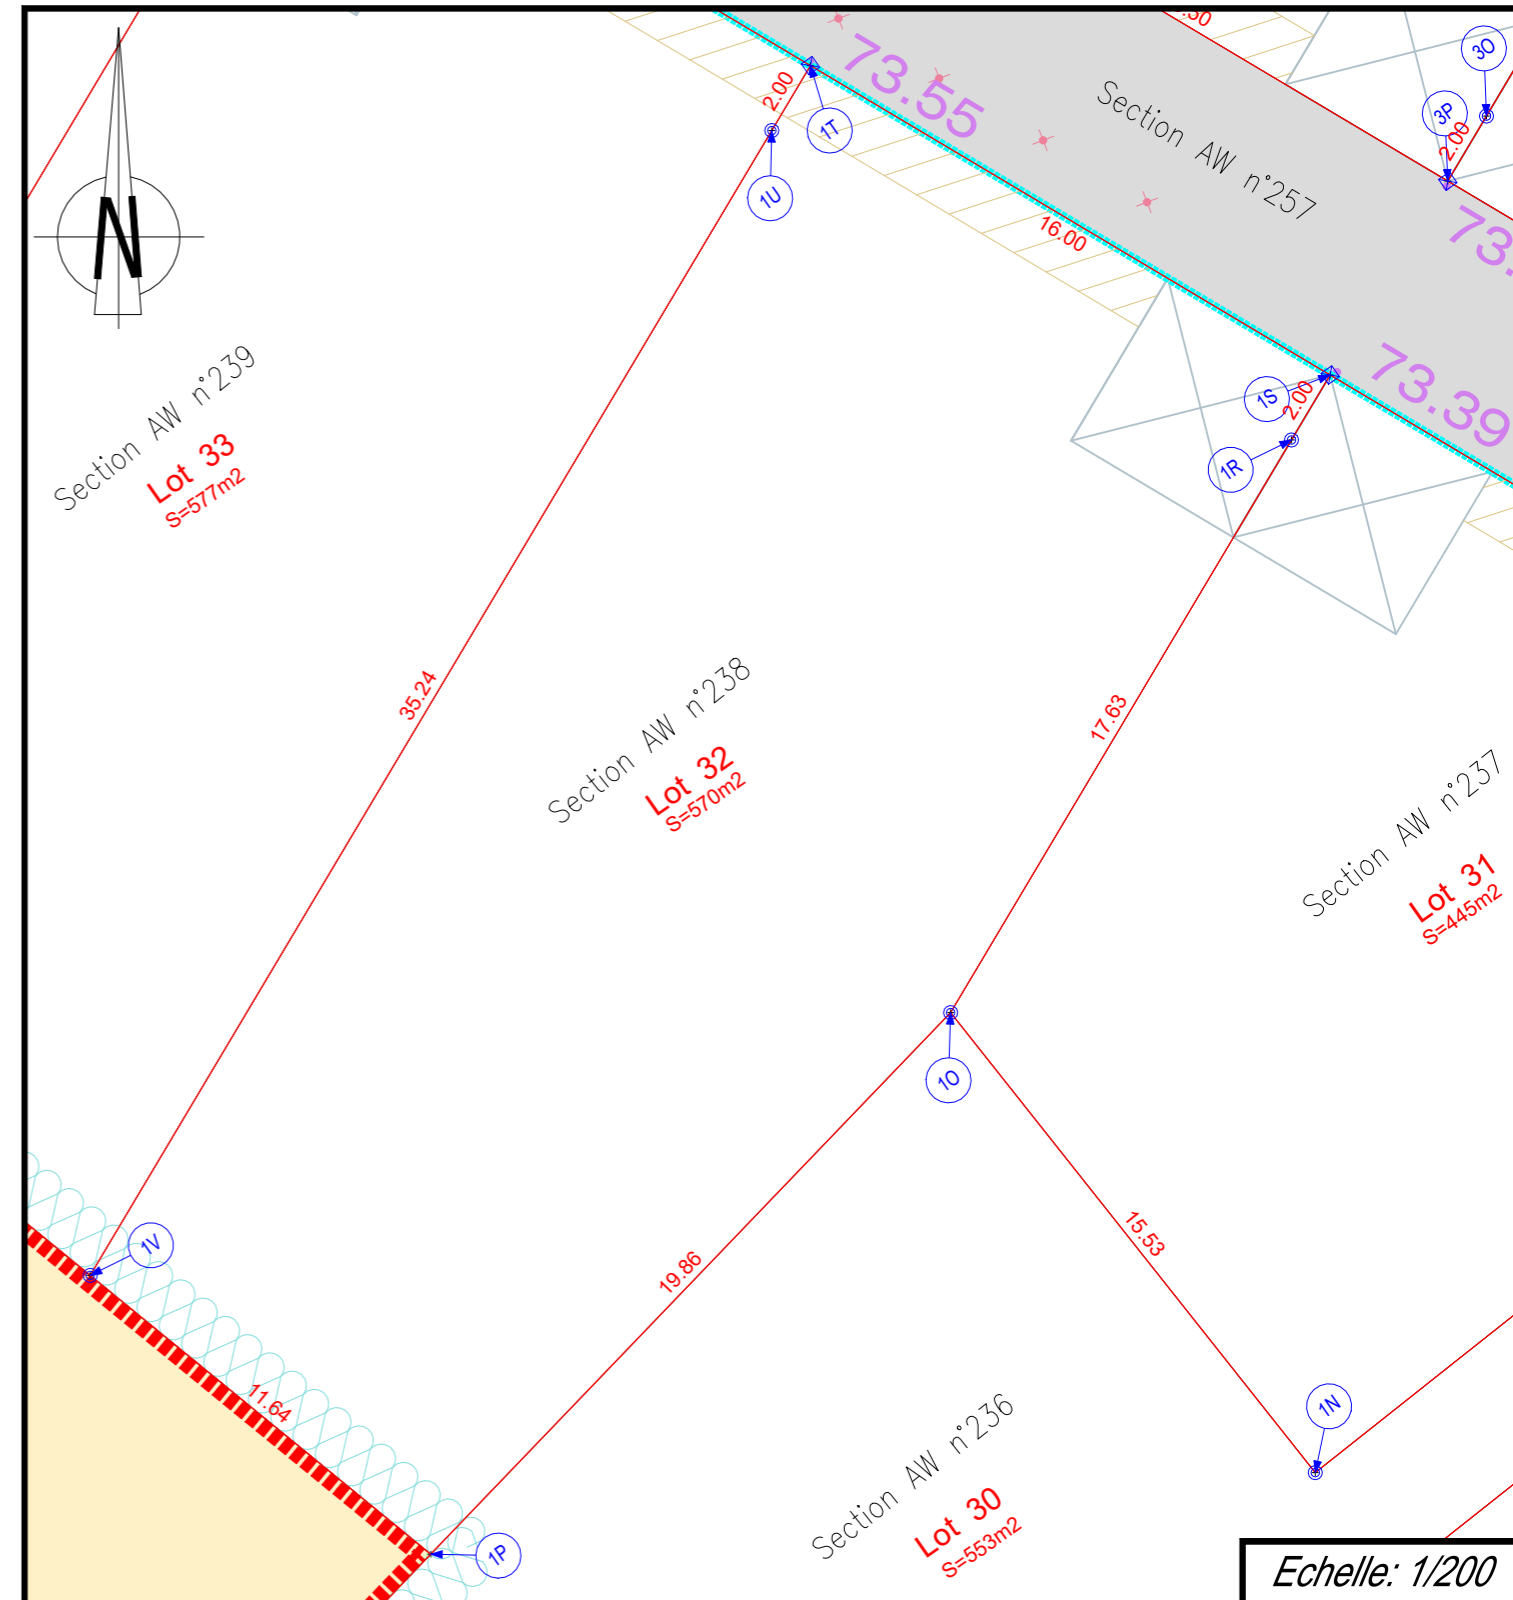 .50
3O
73.55
2.00
1T
Section AW n°257
3P
2.00
1U
N
16.00
73.
Section AW n°239
Lot 33
S=577m2
1S
2.00
73.39
1R
35.24
Section AW n°238
Lot 32
S=570m2
17.63
Section AW n°237
Lot 31
S=445m2
1O
1V
19.86
15.53
11.64
1N
Section AW n°236
Lot 30
S=553m2
1P
Echelle: 1/200